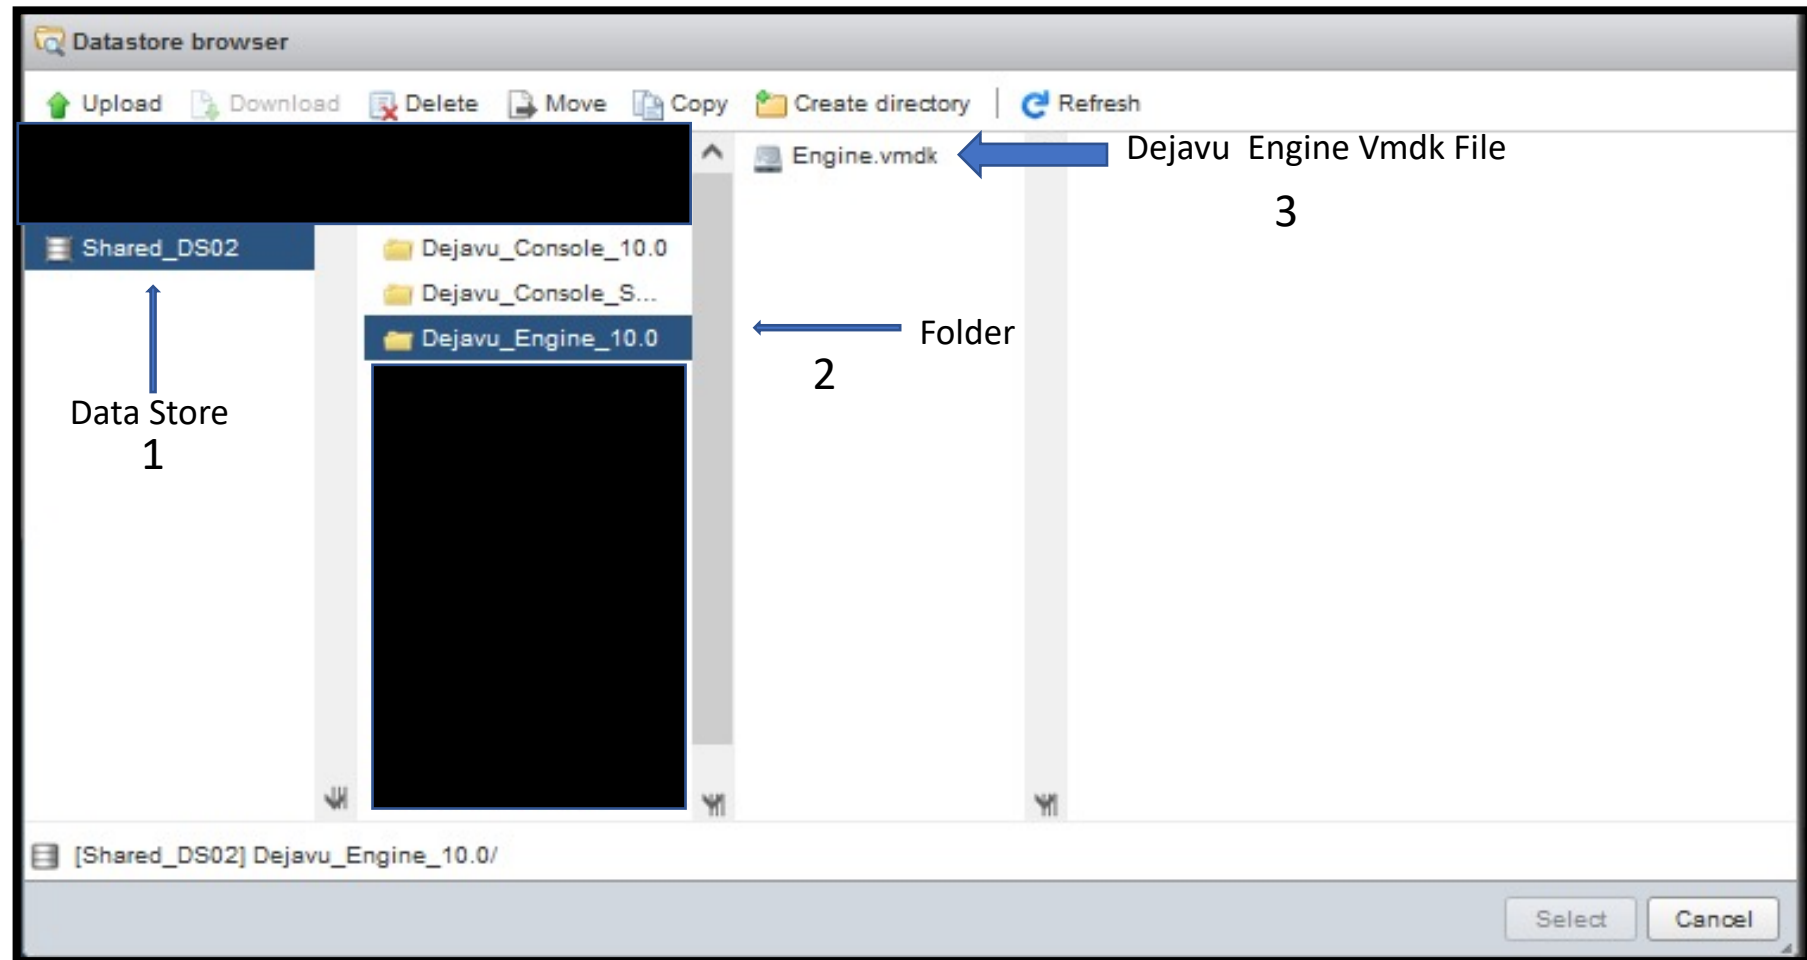 Datastore browser
Upload Download Delete Move Copy Create directory Refresh
Engine.vmdk Dejavu Engine Vmdk File
3
Shared_DS02 Dejavu_Console_10.0
Dejavu_Console_S...
Dejavu_Engine_10.0 Folder
2
Data Store
1
[Shared_DS02] Dejavu_Engine_10.0/
Select Cancel